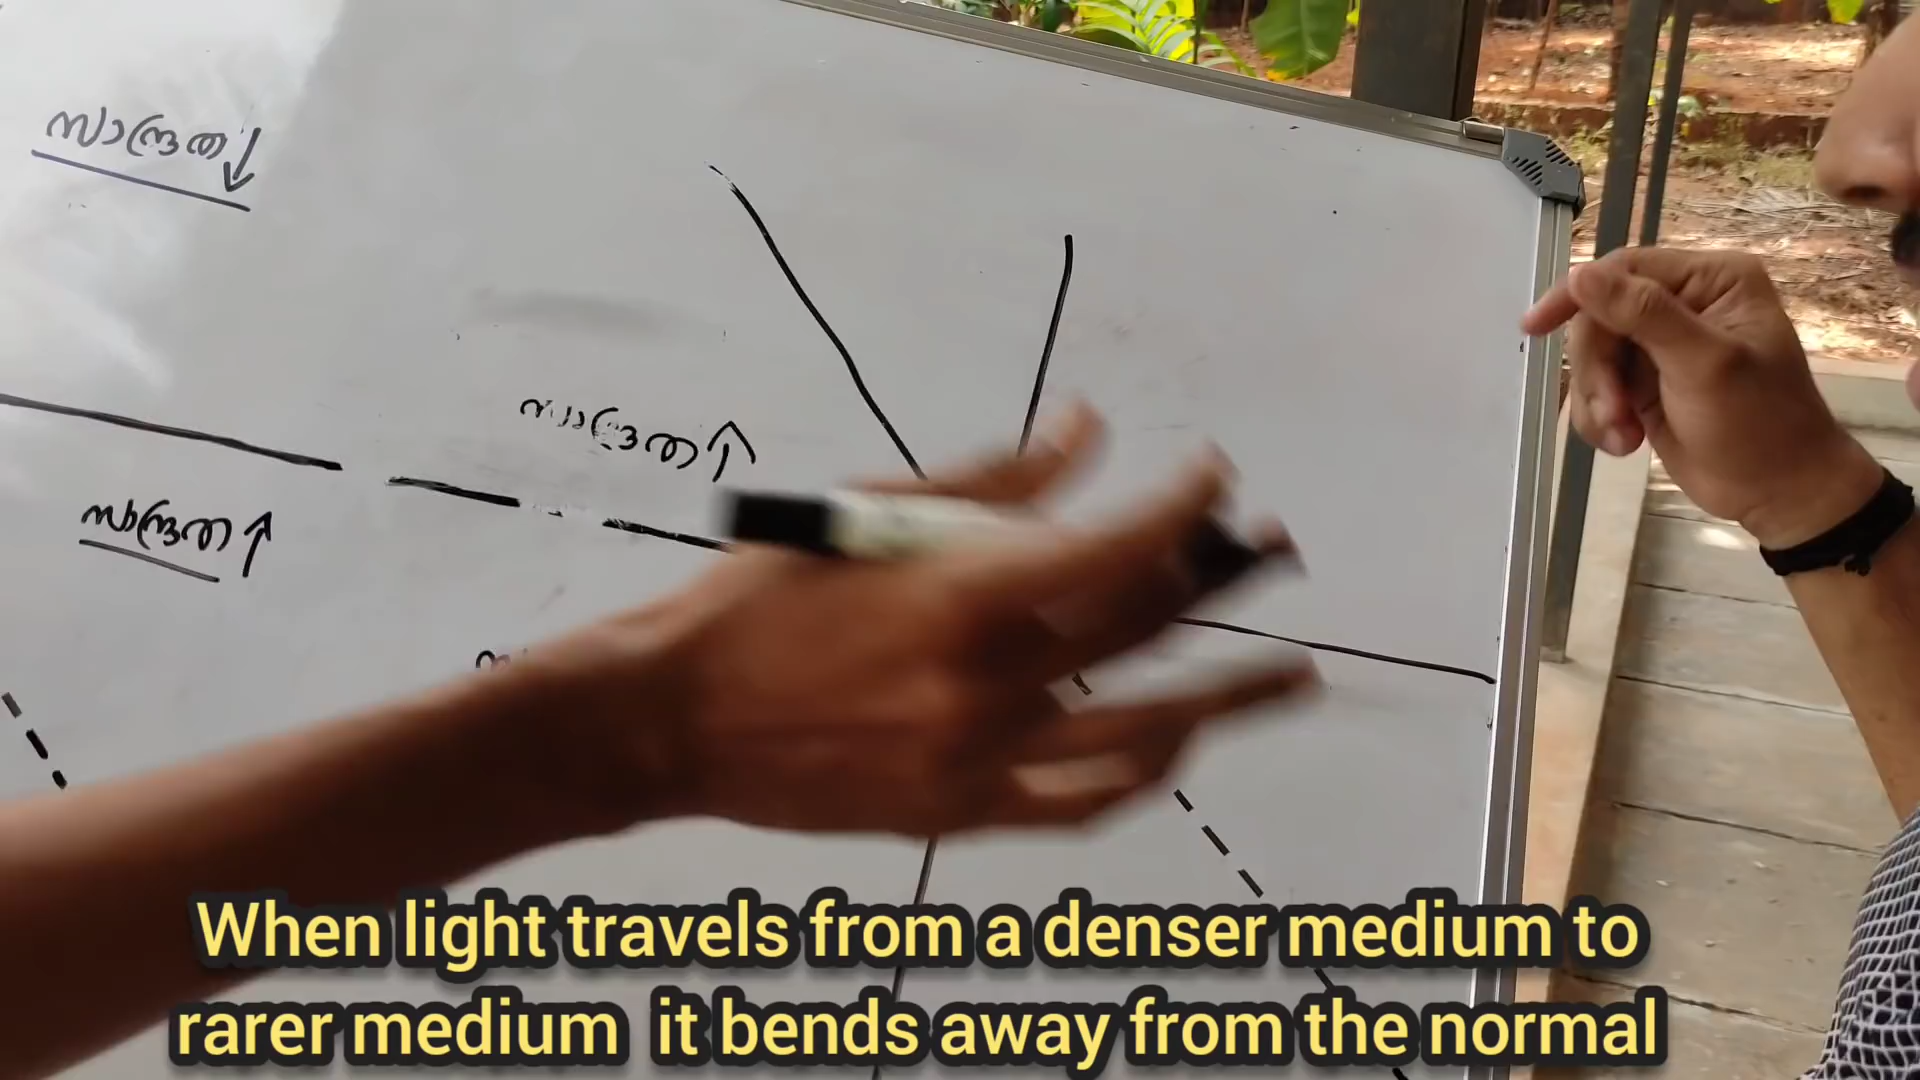 സാന്ദ്രത↓
സാന്ദ്രത↑
സാന്ദ്രത↑
When light travels from a denser medium to
rarer medium it bends away from the normal